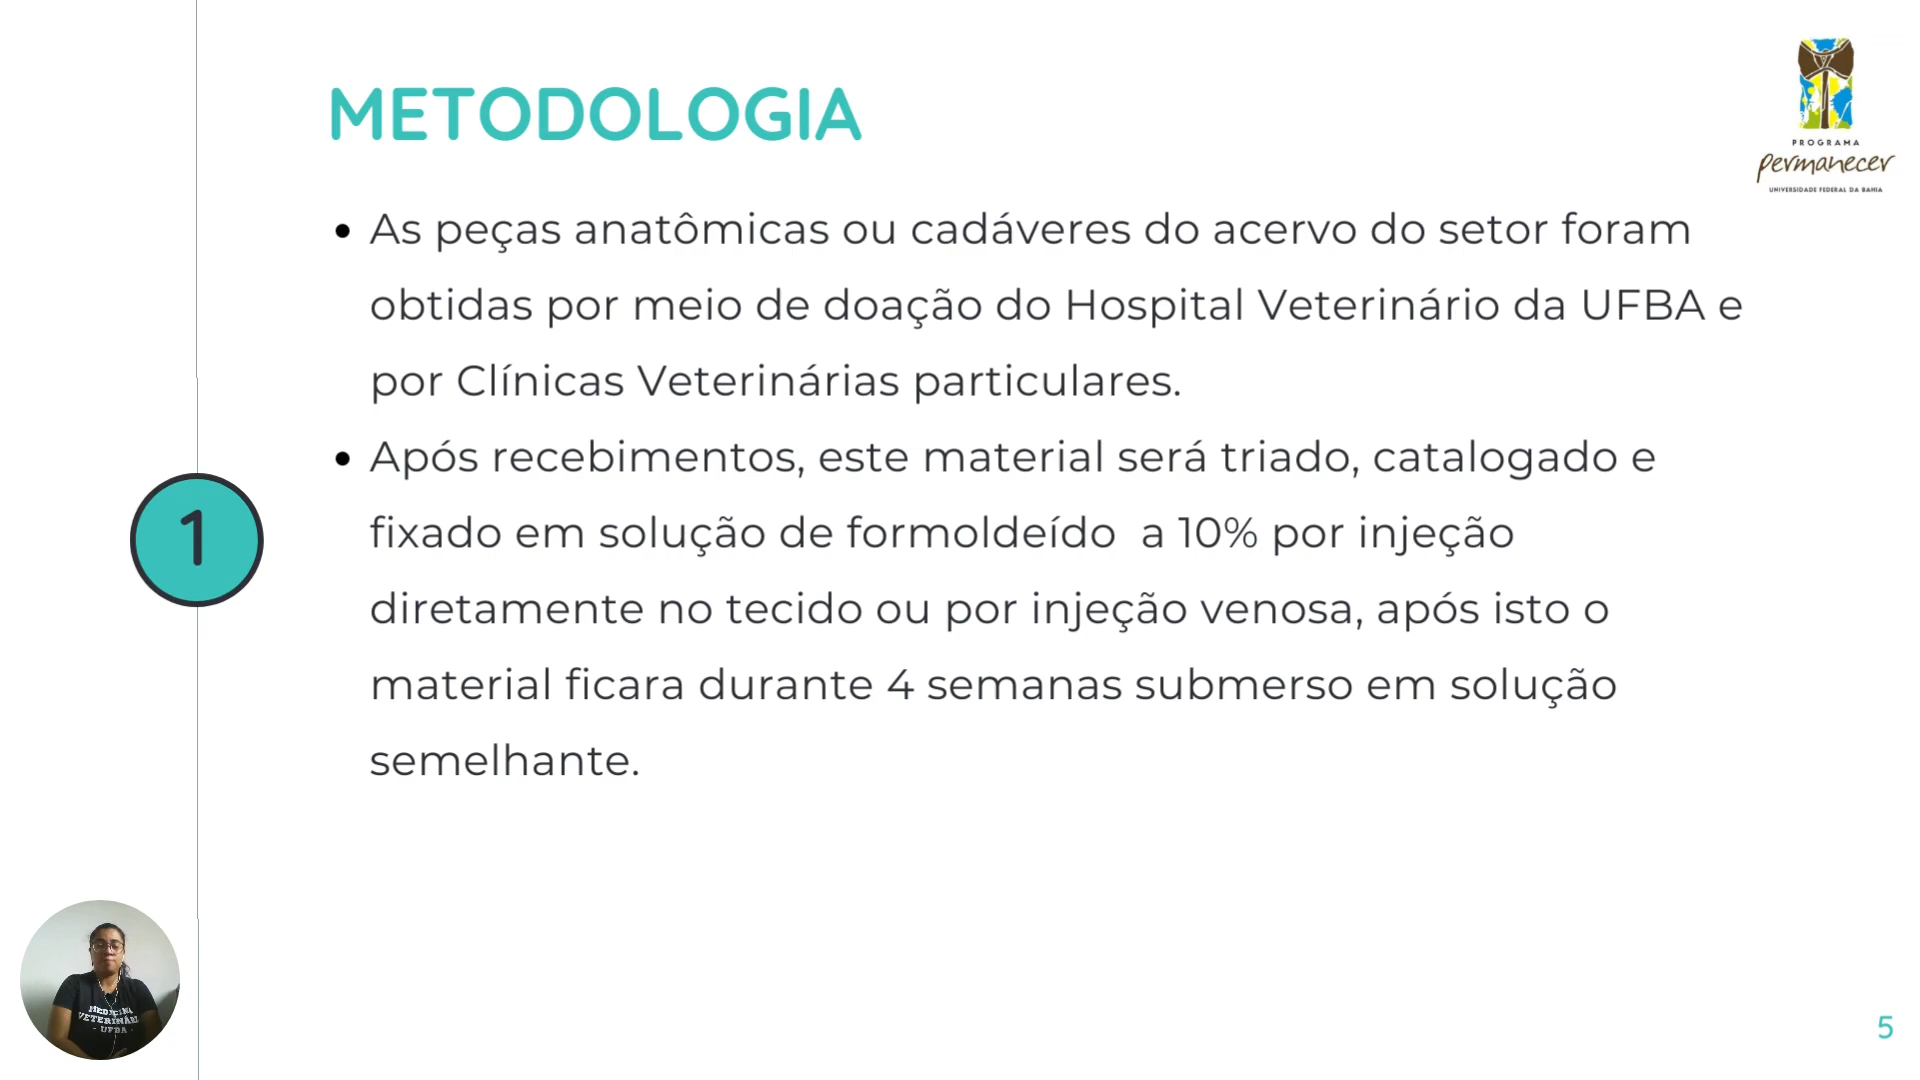 METODOLOGIA
PROGRAMA
permanecer
UNIVERSIDADE FEDERAL DA BAHIA
• As peças anatômicas ou cadáveres do acervo do setor foram
obtidas por meio de doação do Hospital Veterinário da UFBA e
por Clínicas Veterinárias particulares.
• Após recebimentos, este material será triado, catalogado e
fixado em solução de formoldeído a 10% por injeção
diretamente no tecido ou por injeção venosa, após isto o
material ficara durante 4 semanas submerso em solução
semelhante.
1
MEDICINA
VETERINÁRI
- UFBA -
5